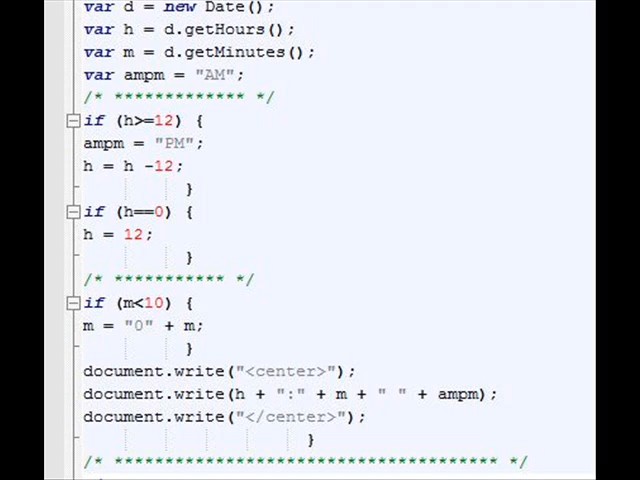 var d = new Date();
var h = d.getHours();
var m = d.getMinutes();
var ampm = "AM";
/* ************* */
if (h>=12) {
ampm = "PM";
h = h -12;
}
if (h==0) {
h = 12;
}
/* *********** */
if (m<10) {
m = "0" + m;
}
document.write("<center>");
document.write(h + ":" + m + " " + ampm);
document.write("</center>");
}
/* ************************************** */